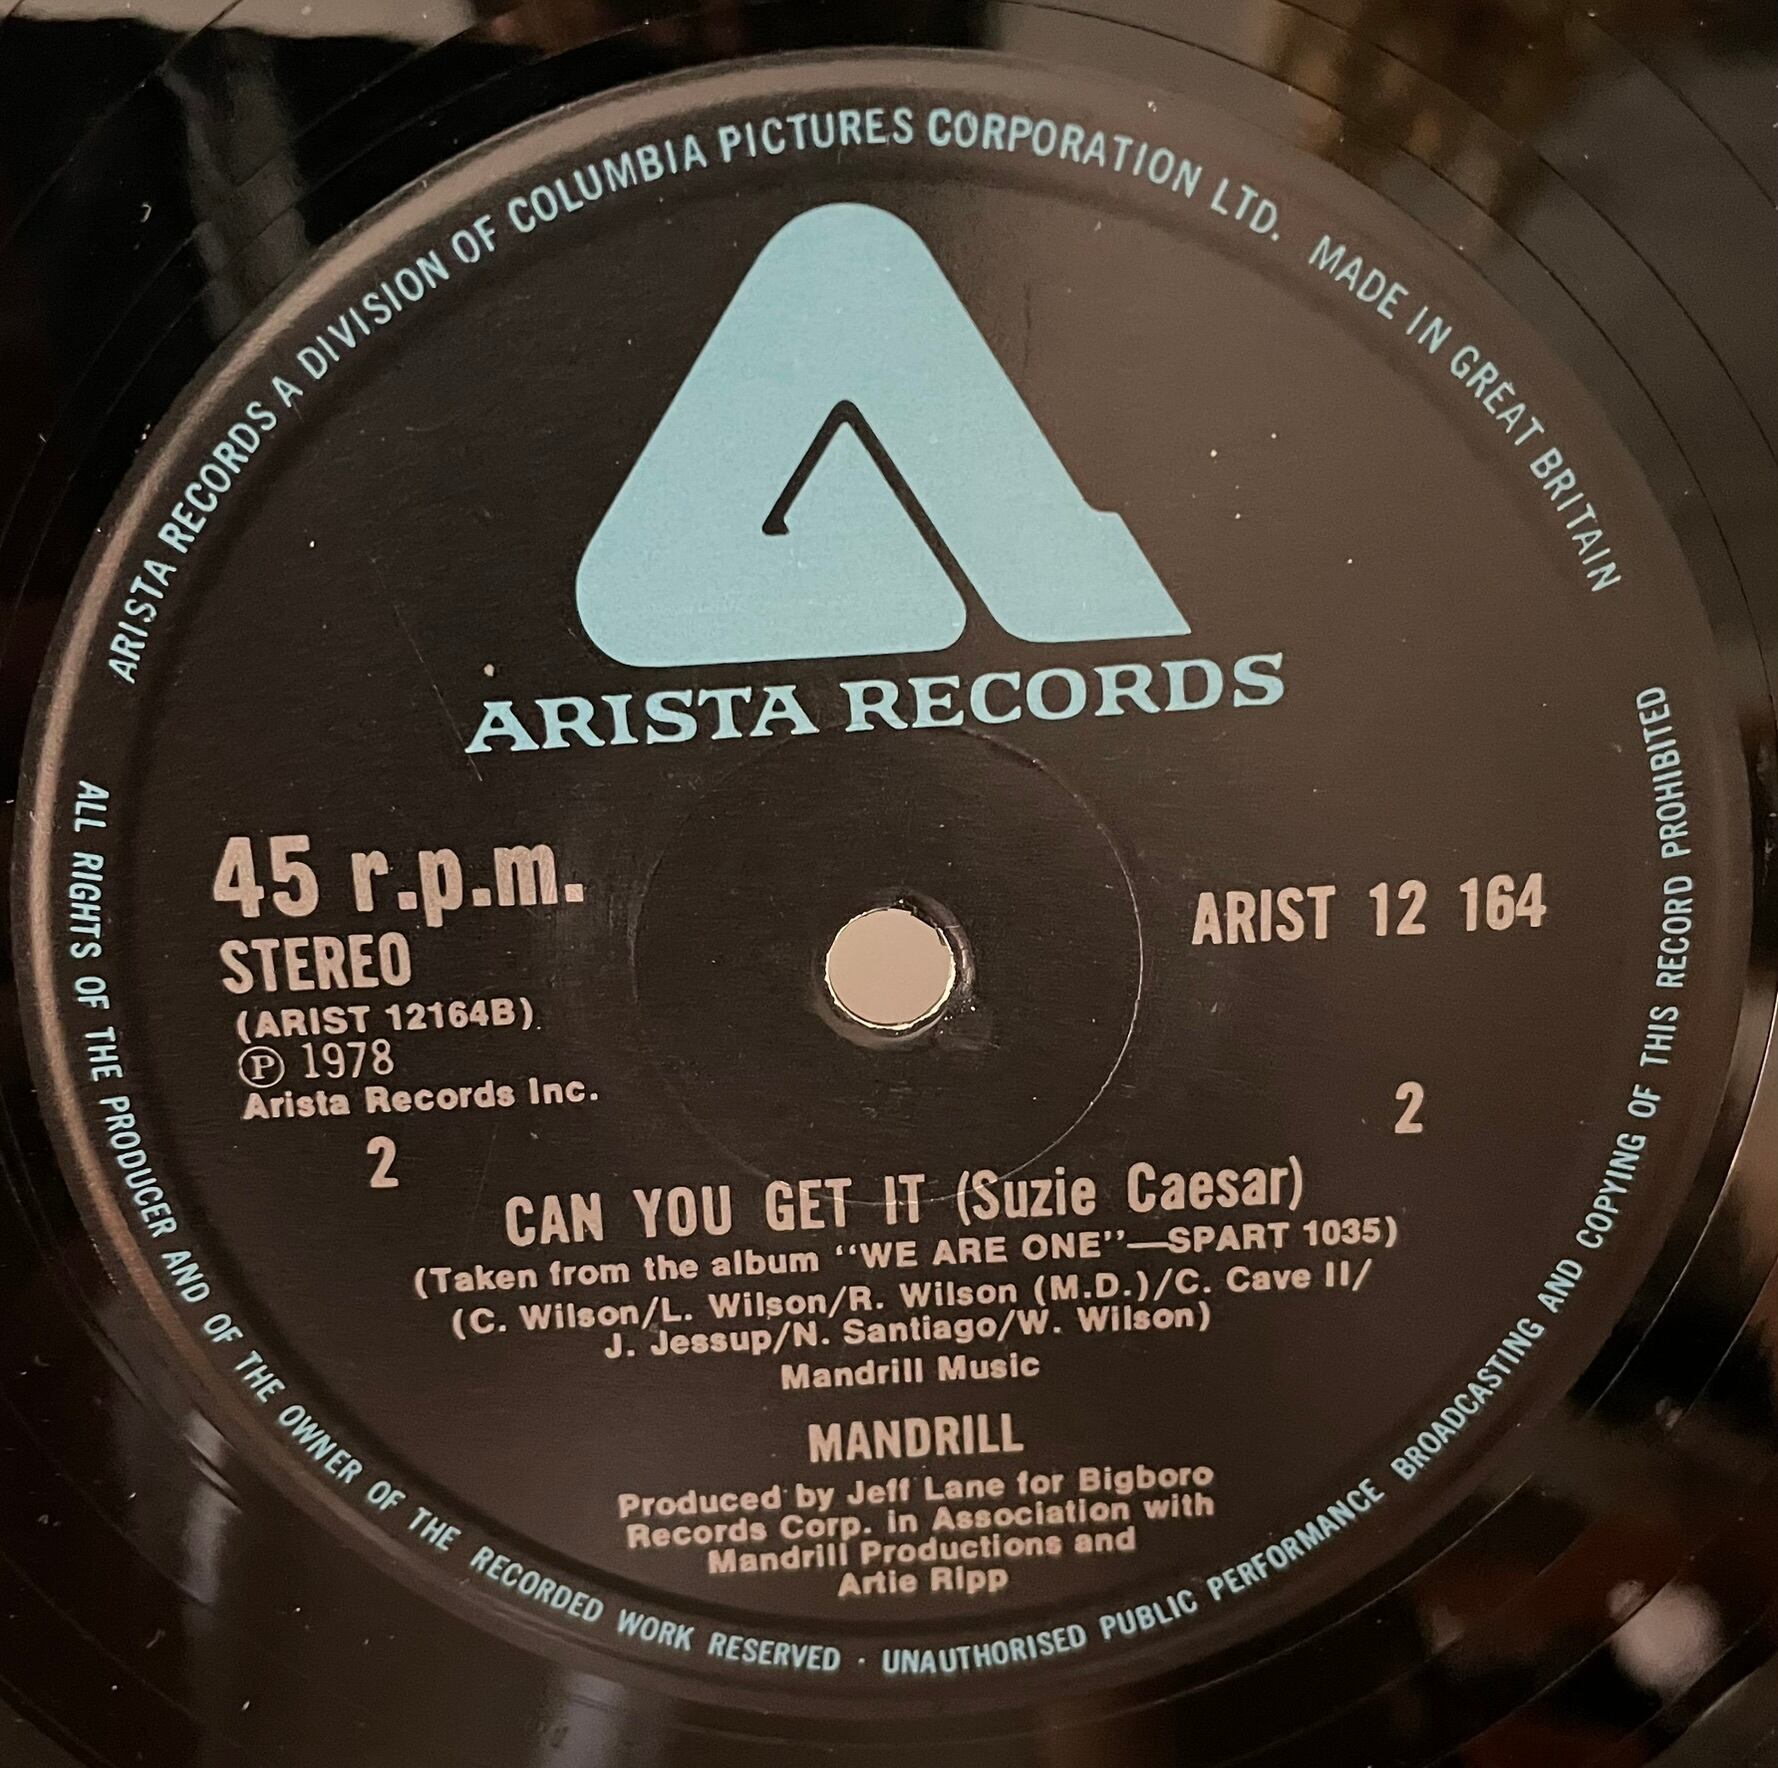 ARISTA RECORDS A DIVISION OF COLUMBIA PICTURES CORPORATION LTD. MADE IN GREAT BRITAIN
ARISTA RECORDS
45 r.p.m.
STEREO
(ARIST 12164B)
Ⓟ 1978
Arista Records Inc.
2
ARIST 12 164
2
CAN YOU GET IT (Suzie Caesar)
(Taken from the album "WE ARE ONE"—SPART 1035)
(C. Wilson/L. Wilson/R. Wilson (M.D.)/C. Cave II/
J. Jessup/N. Santiago/W. Wilson)
Mandrill Music
MANDRILL
Produced by Jeff Lane for Bigboro
Records Corp. in Association with
Mandrill Productions and
Artie Ripp
ALL RIGHTS OF THE PRODUCER AND OF THE OWNER OF THE RECORDED WORK RESERVED · UNAUTHORISED PUBLIC PERFORMANCE BROADCASTING AND COPYING OF THIS RECORD PROHIBITED